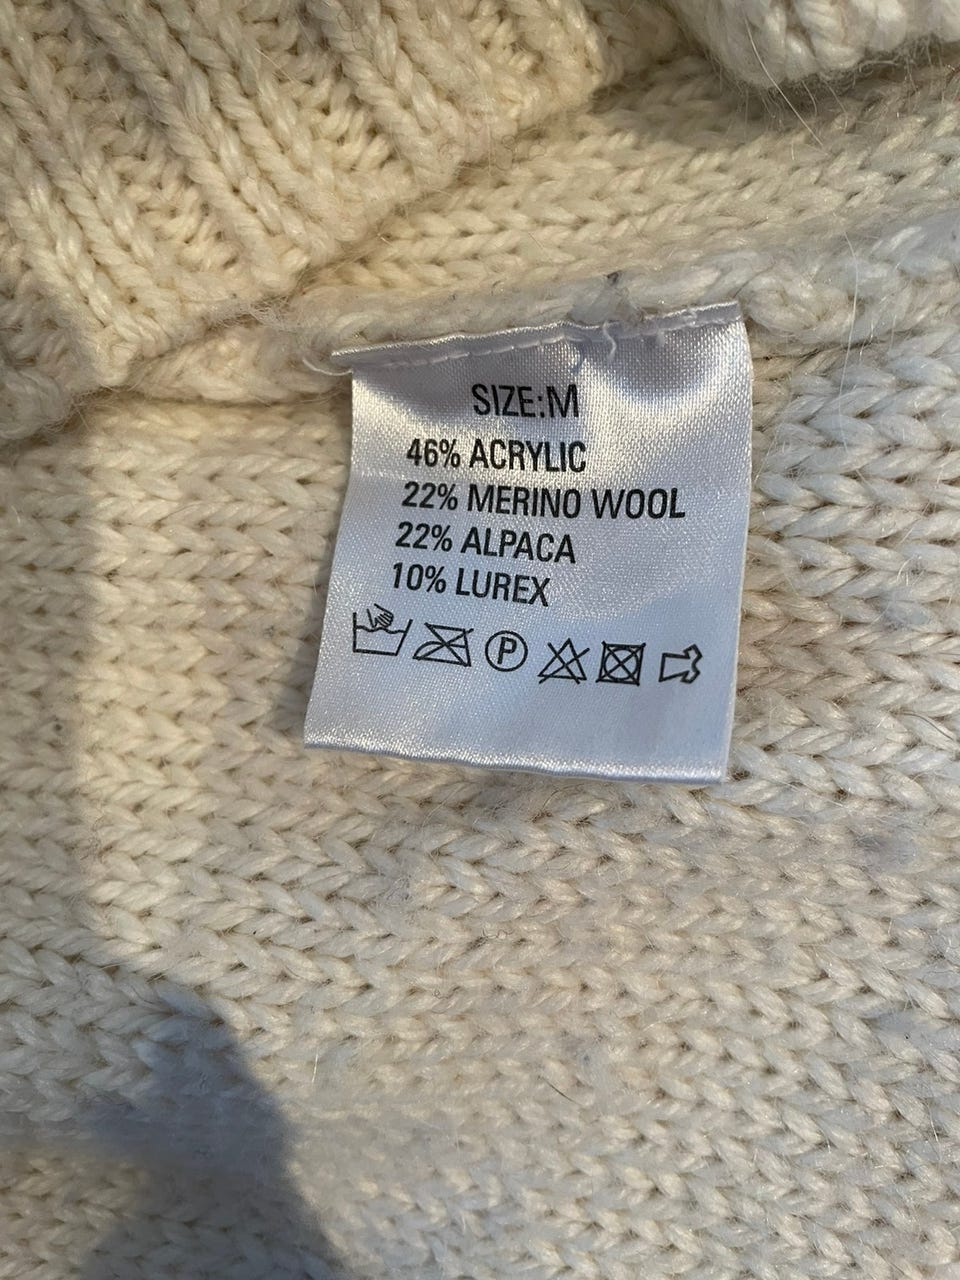 SIZE:M
46% ACRYLIC
22% MERINO WOOL
22% ALPACA
10% LUREX
P